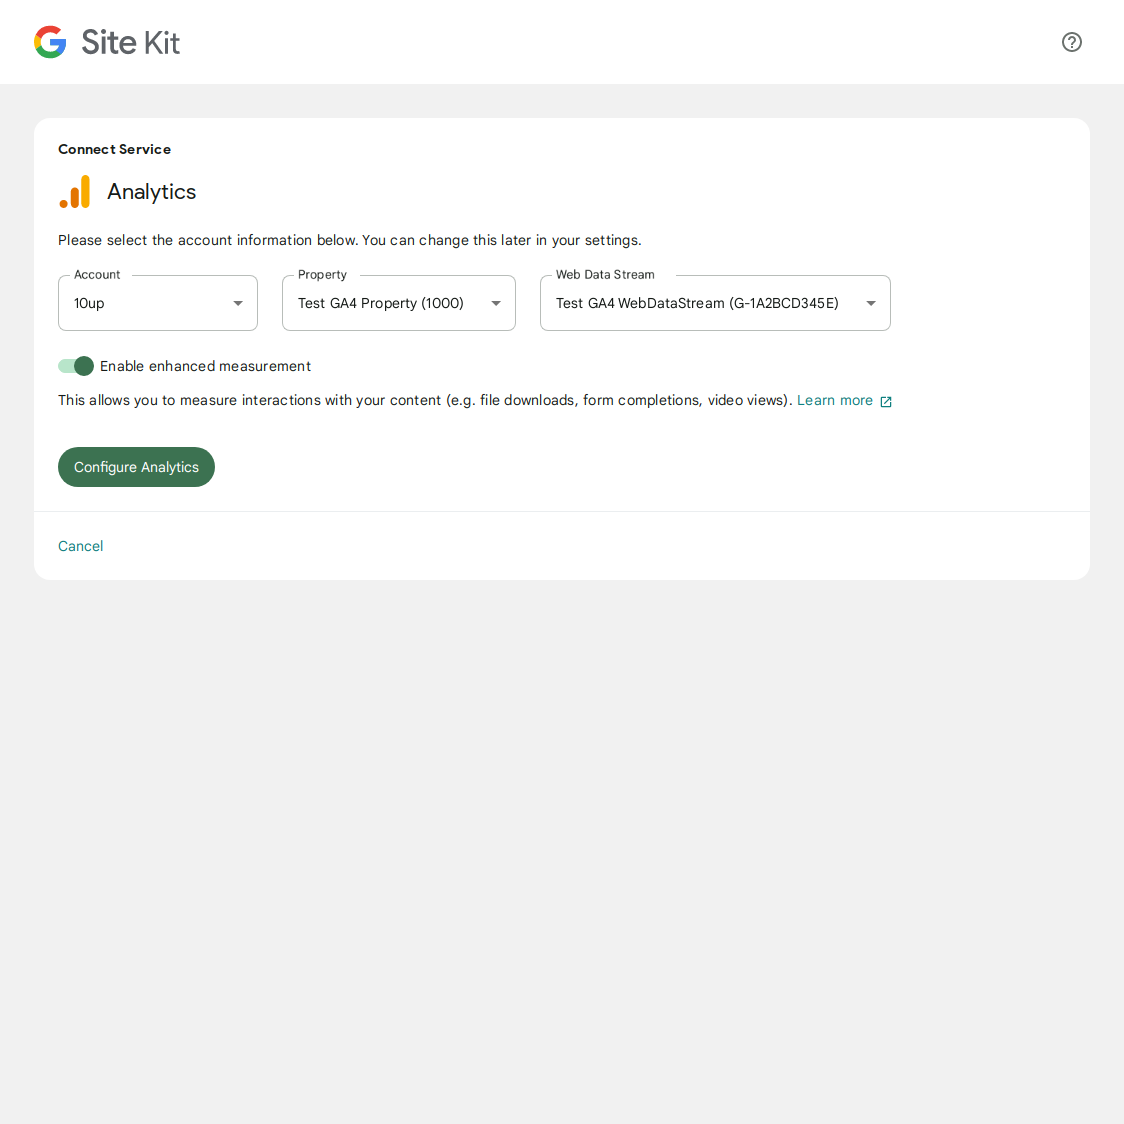 Site Kit
Connect Service
Analytics
Please select the account information below. You can change this later in your settings.
Account
10up
Property
Test GA4 Property (1000)
Web Data Stream
Test GA4 WebDataStream (G-1A2BCD345E)
Enable enhanced measurement
This allows you to measure interactions with your content (e.g. file downloads, form completions, video views). Learn more
Configure Analytics
Cancel